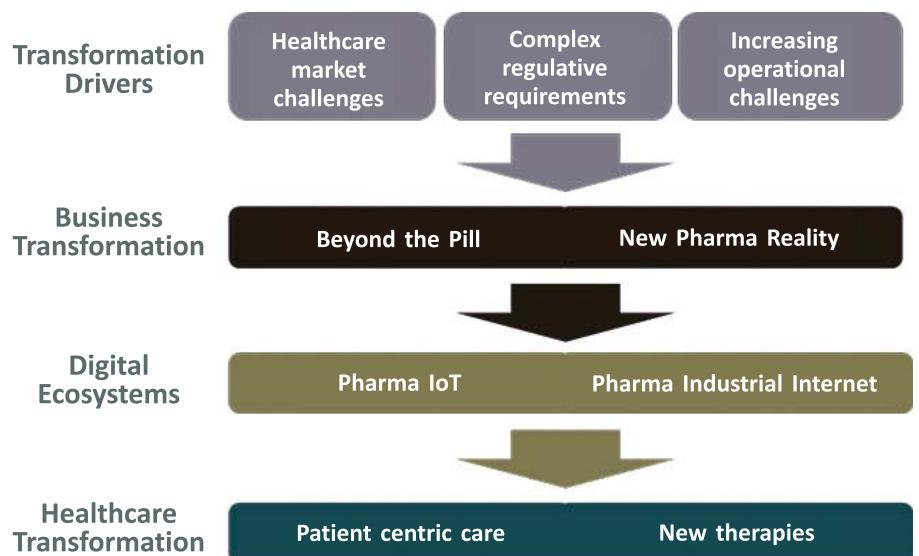 Transformation
Drivers
Healthcare
market
challenges
Complex
regulative
requirements
Increasing
operational
challenges
Business
Transformation
Beyond the Pill
New Pharma Reality
Digital
Ecosystems
Pharma IoT
Pharma Industrial Internet
Healthcare
Transformation
Patient centric care
New therapies